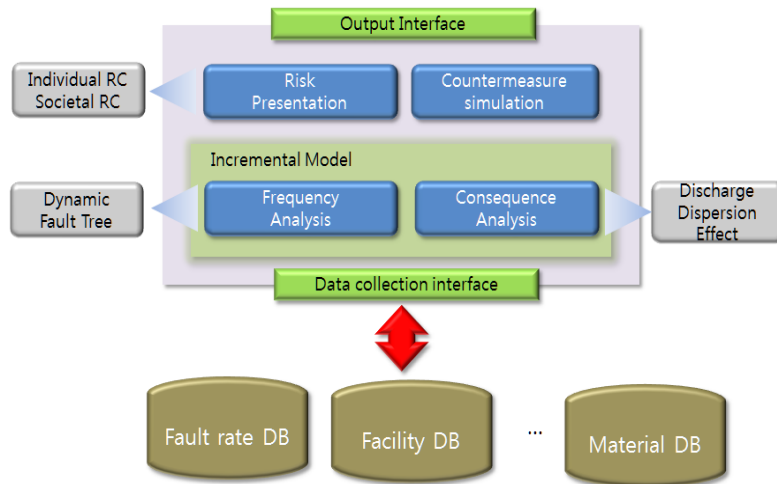 Output Interface
Individual RC
Societal RC
Risk
Presentation
Countermeasure
simulation
Incremental Model
Dynamic
Fault Tree
Frequency
Analysis
Consequence
Analysis
Discharge
Dispersion
Effect
Data collection interface
Fault rate DB
Facility DB
...
Material DB